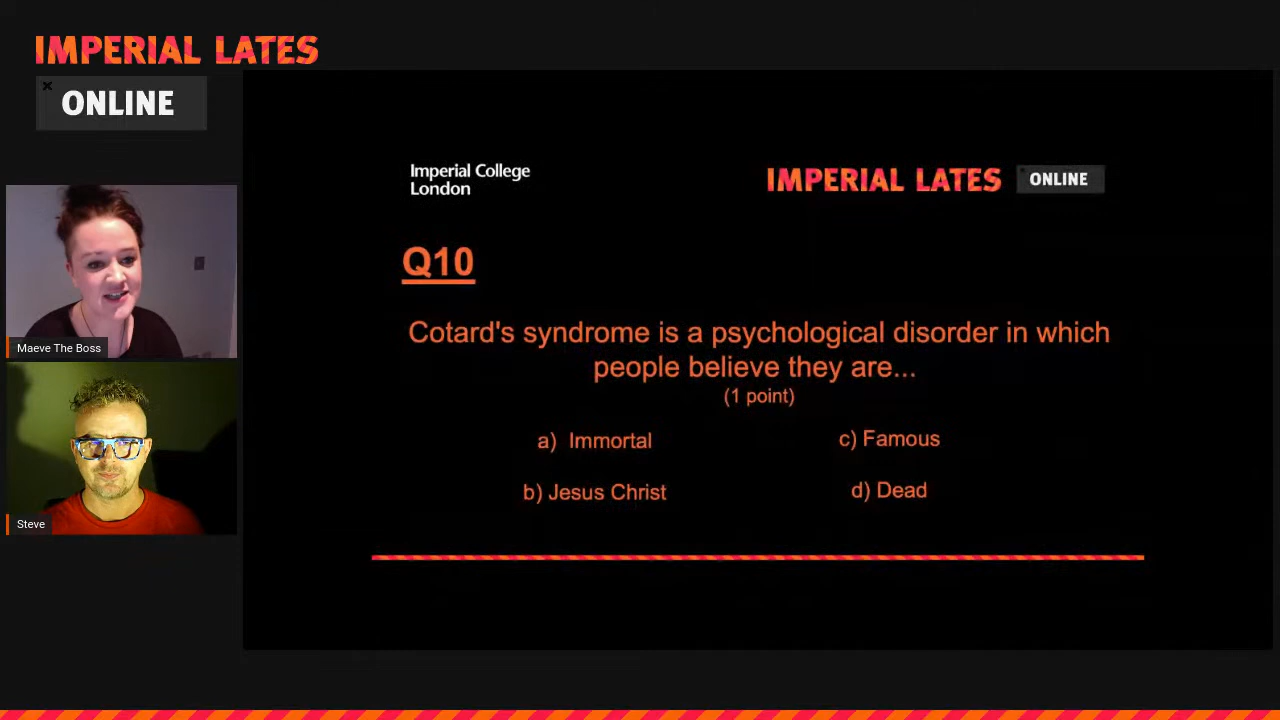 IMPERIAL LATES
ONLINE
Imperial College
London
IMPERIAL LATES ONLINE
Q10
Cotard's syndrome is a psychological disorder in which
people believe they are...
(1 point)
a) Immortal
c) Famous
b) Jesus Christ
d) Dead
Maeve The Boss
Steve